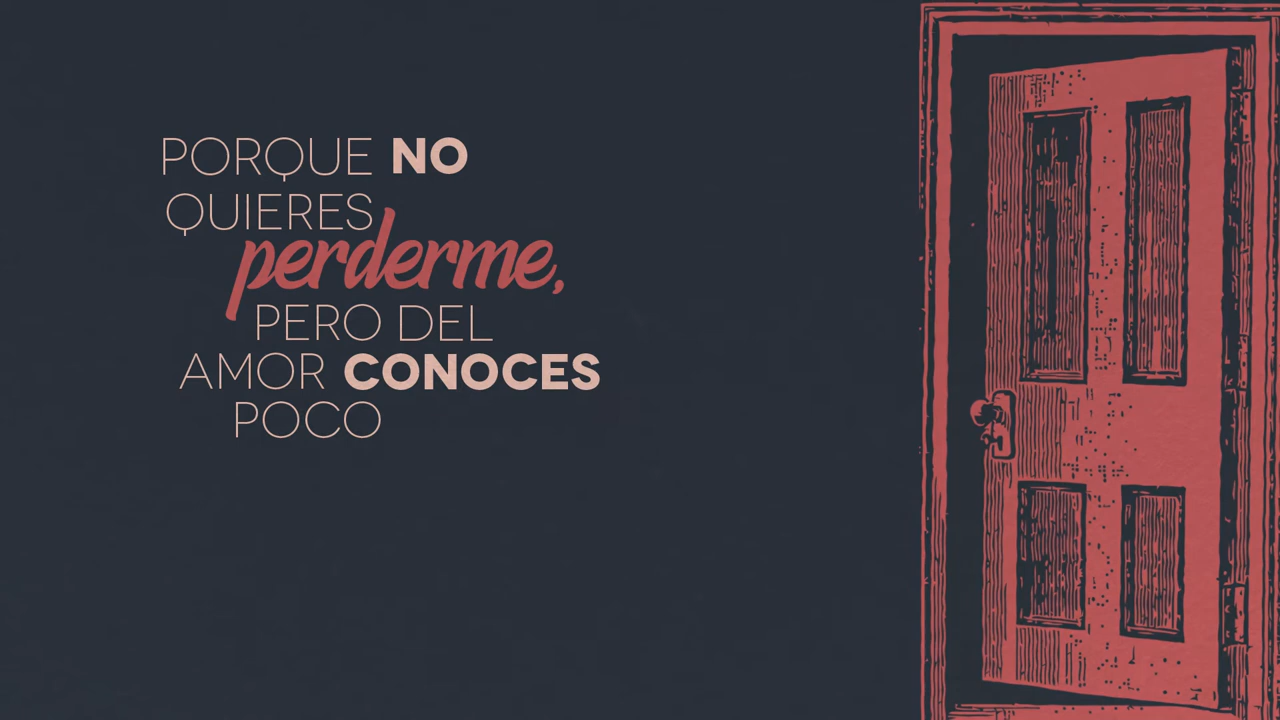 PORQUE NO
QUIERES
perderme,
PERO DEL
AMOR CONOCES
POCO